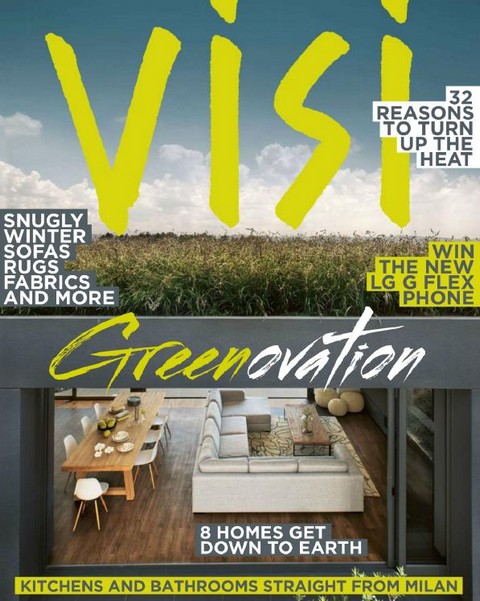 VISI
32
REASONS
TO TURN
UP THE
HEAT
SNUGLY
WINTER
SOFAS
RUGS
FABRICS
AND MORE
WIN
THE NEW
LG G FLEX
PHONE
Greenovation
8 HOMES GET
DOWN TO EARTH
KITCHENS AND BATHROOMS STRAIGHT FROM MILAN